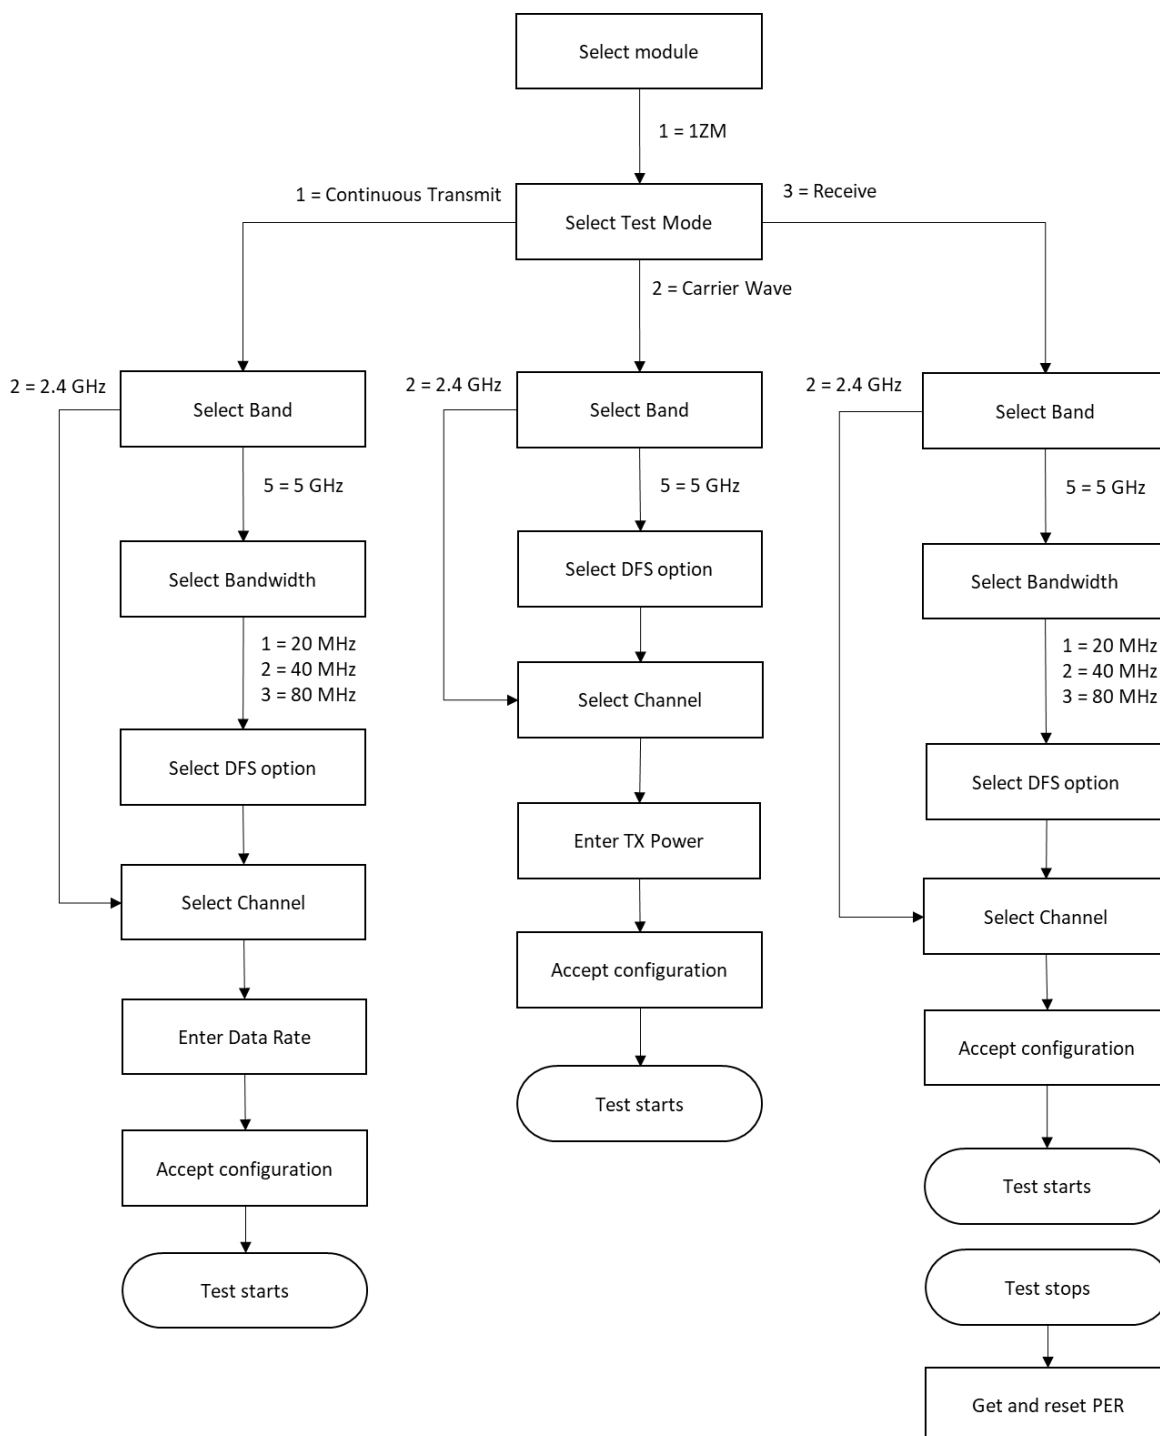 Select module
1 = 1ZM
1 = Continuous Transmit
Select Test Mode
3 = Receive
2 = Carrier Wave
2 = 2.4 GHz
Select Band
5 = 5 GHz
Select Bandwidth
1 = 20 MHz
2 = 40 MHz
3 = 80 MHz
Select DFS option
Select Channel
Enter Data Rate
Accept configuration
Test starts
2 = 2.4 GHz
Select Band
5 = 5 GHz
Select DFS option
Select Channel
Enter TX Power
Accept configuration
Test starts
2 = 2.4 GHz
Select Band
5 = 5 GHz
Select Bandwidth
1 = 20 MHz
2 = 40 MHz
3 = 80 MHz
Select DFS option
Select Channel
Accept configuration
Test starts
Test stops
Get and reset PER